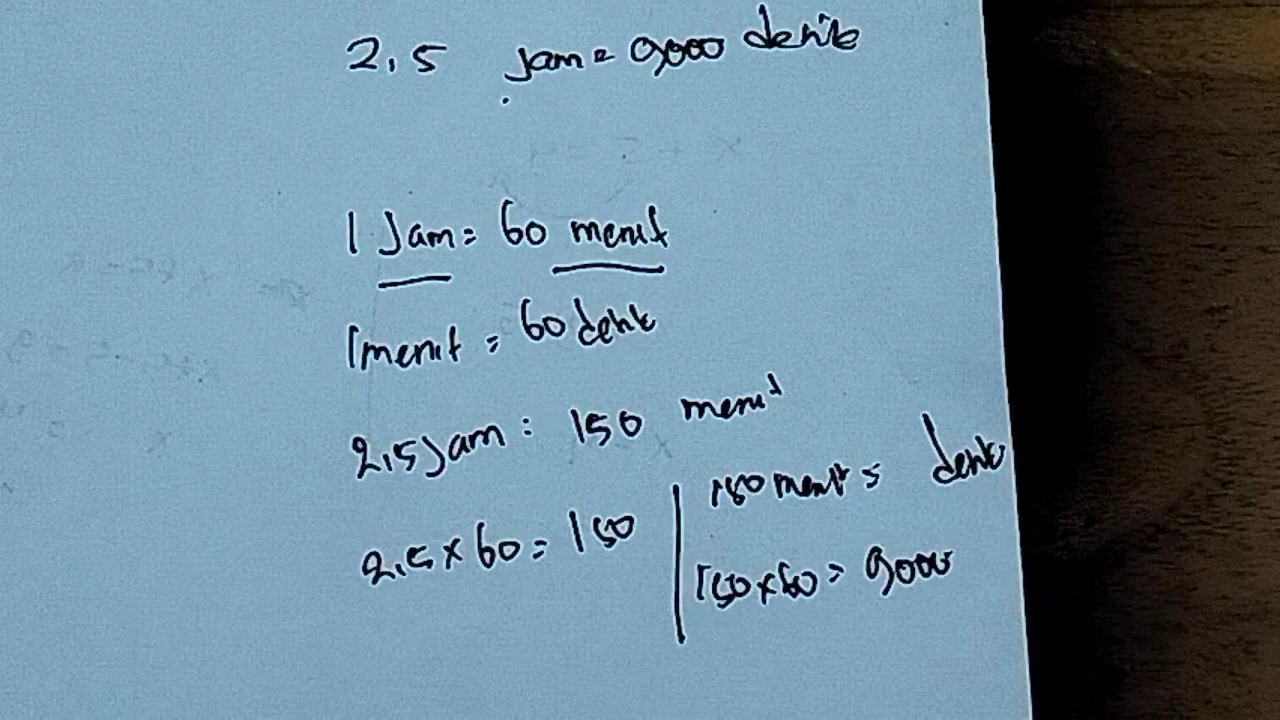 2,5 jam = 9000 detik
1 Jam = 60 menit
1 menit = 60 detik
2,5 Jam = 150 menit
2,5 x 60 = 150
150 menit = detik
150 x 60 = 9000